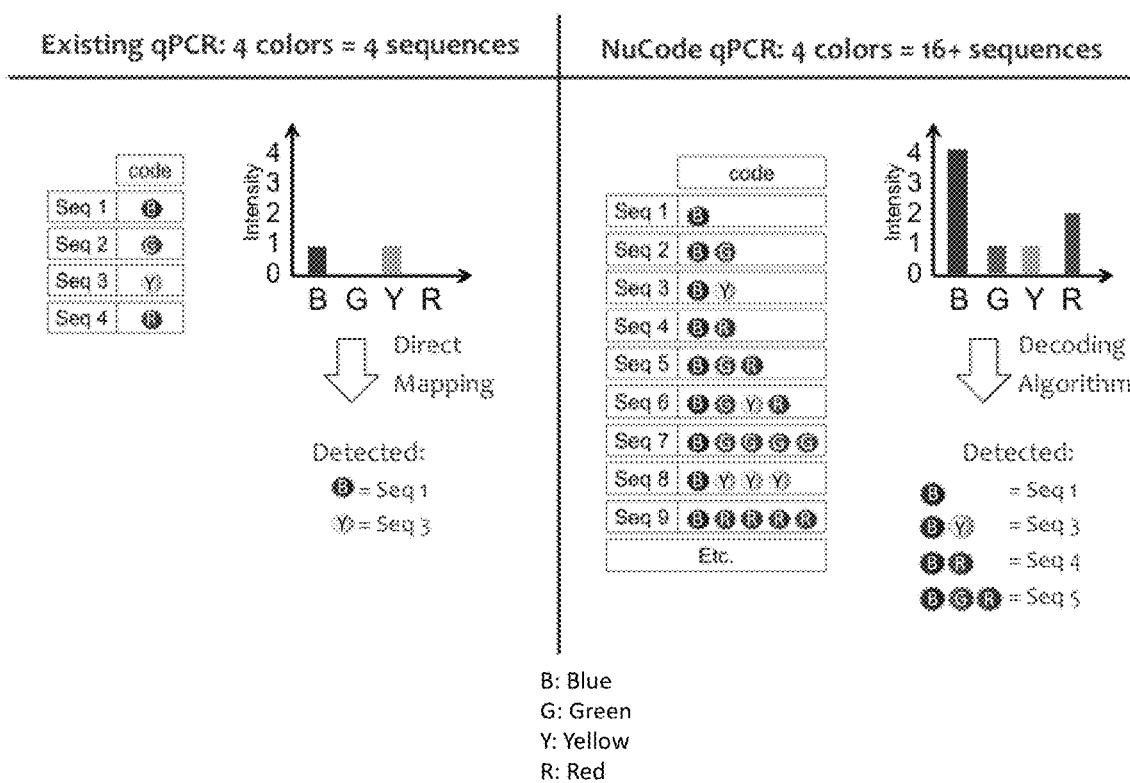 Existing qPCR: 4 colors = 4 sequences
code
Seq 1 B
Seq 2 G
Seq 3 Y
Seq 4 R
Intensity
4
3
2
1
0
B G Y R
Direct
Mapping
Detected:
B = Seq 1
Y = Seq 3
NuCode qPCR: 4 colors = 16+ sequences
code
Seq 1 B
Seq 2 B G
Seq 3 B Y
Seq 4 B R
Seq 5 B G R
Seq 6 B G Y R
Seq 7 B G G G G
Seq 8 B Y Y Y
Seq 9 B R R R R
Etc.
Intensity
4
3
2
1
0
B G Y R
Decoding
Algorithm
Detected:
B = Seq 1
B Y = Seq 3
B R = Seq 4
B G R = Seq 5
B: Blue
G: Green
Y: Yellow
R: Red